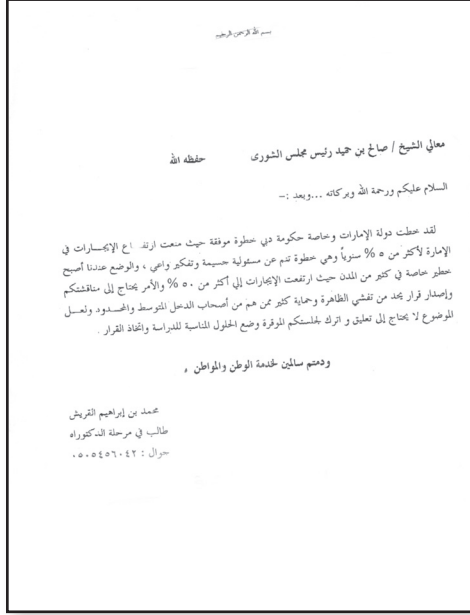 بسم الله الرحمن الرحيم
معالي الشيخ / صالح بن حميد رئيس مجلس الشورى حفظه الله
السلام عليكم ورحمة الله وبركاته ...وبعد :–
لقد خطت دولة الإمارات وخاصة حكومة دبي خطوة موفقة حيث منعت ارتفاع الإيجارات في
الإمارة لأكثر من ٥ % سنوياً وهي خطوة تدم عن مسئولية جسيمة وتفكير واعي ، والوضع عندنا أصبح
خطير خاصة في كثير من المدن حيث ارتفعت الإيجارات إلي أكثر من ٥٠ % والأمر يحتاج إلى مناقشتكم
وإصدار قرار يحد من تفشي الظاهرة وحماية كثير ممن هم من أصحاب الدخل المتوسط والمحدود ولعل
الموضوع لا يحتاج إلى تعليق و اترك لجلستكم الموقرة وضع الحلول المناسبة للدراسة واتخاذ القرار .
ودمتم سالمين لخدمة الوطن والمواطن ،
محمد بن إبراهيم القريش
طالب في مرحلة الدكتوراه
جوال : ٠٥٠٥٤٥٦٠٤٢